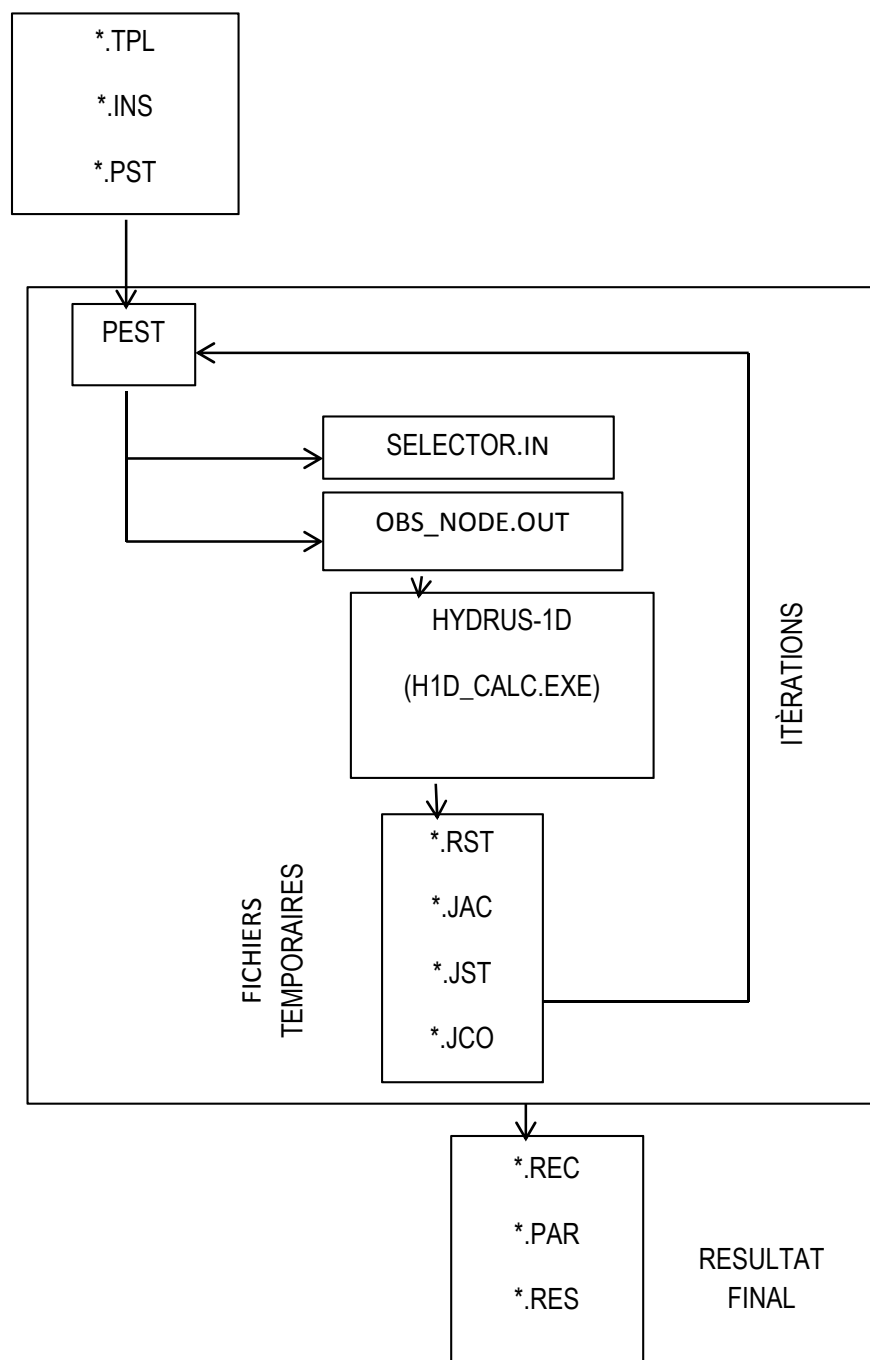 *.TPL
*.INS
*.PST
PEST
SELECTOR.IN
OBS_NODE.OUT
HYDRUS-1D
(H1D_CALC.EXE)
ITÈRATIONS
*.RST
*.JAC
*.JST
*.JCO
FICHIERS
TEMPORAIRES
*.REC
*.PAR
*.RES
RESULTAT
FINAL